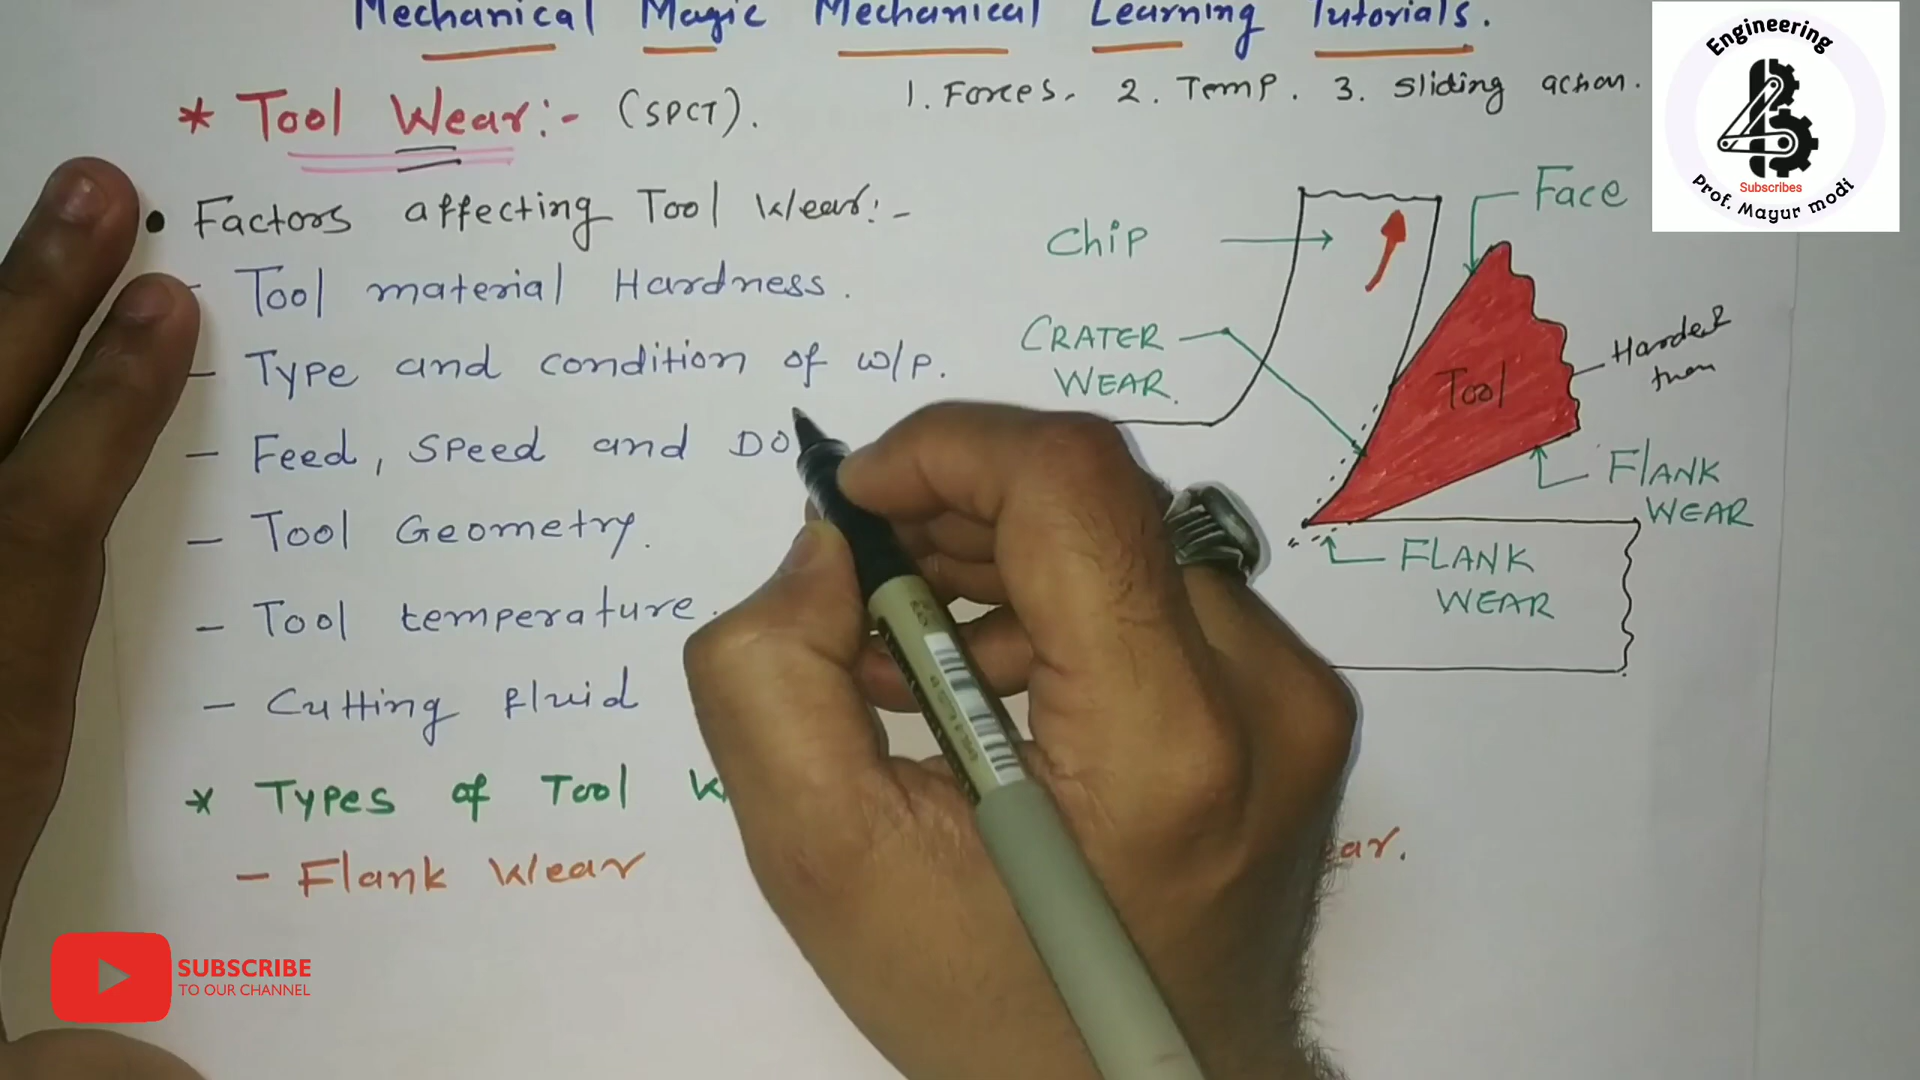 Mechanical Magic Mechanical Learning Tutorials.
* Tool Wear:- (SPCT).
1. Forces. 2. Temp. 3. Sliding action.
• Factors affecting Tool Wear:-
- Tool material Hardness.
- Type and condition of w/p.
- Feed, Speed and DO
- Tool Geometry.
- Tool temperature.
- Cutting fluid
* Types of Tool
- Flank Wear
Face
Chip
CRATER
WEAR.
Tool
Harder
than
FLANK
WEAR
FLANK
WEAR
Engineering
Subscribes
Prof. Mayur modi
SUBSCRIBE
TO OUR CHANNEL